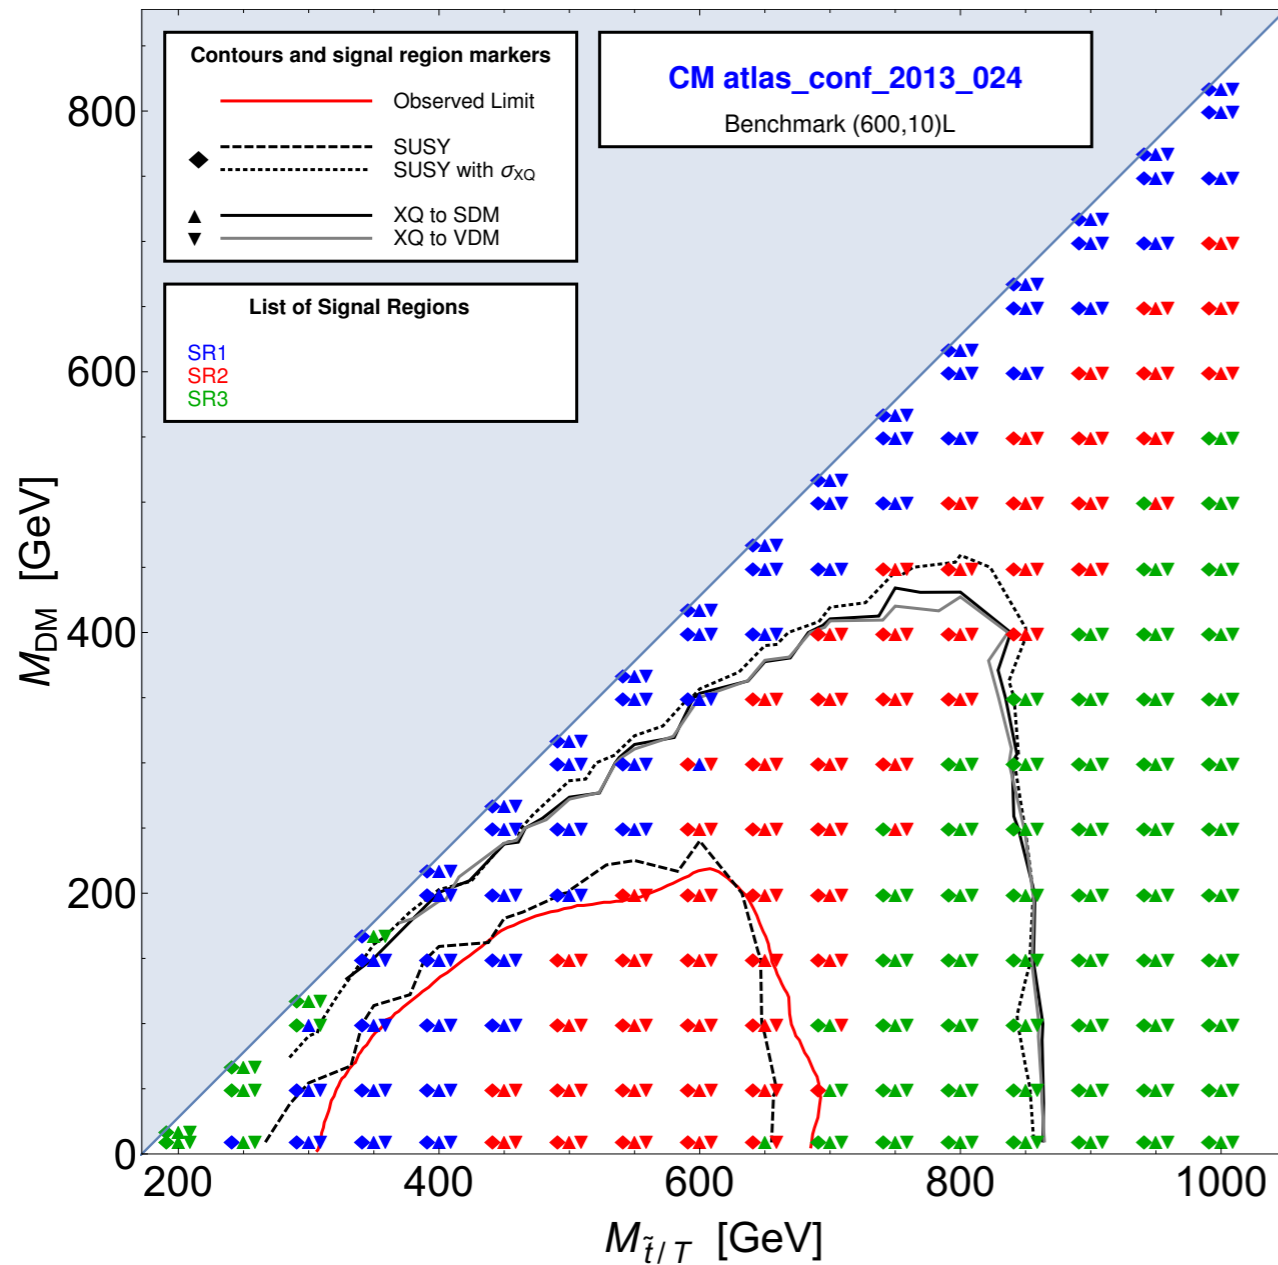 Contours and signal region markers
Observed Limit
SUSY
SUSY with σXQ
XQ to SDM
XQ to VDM
List of Signal Regions
SR1
SR2
SR3
CM atlas_conf_2013_024
Benchmark (600,10)L
800
600
400
200
0
MDM [GeV]
200 400 600 800 1000
Mt̃/T [GeV]